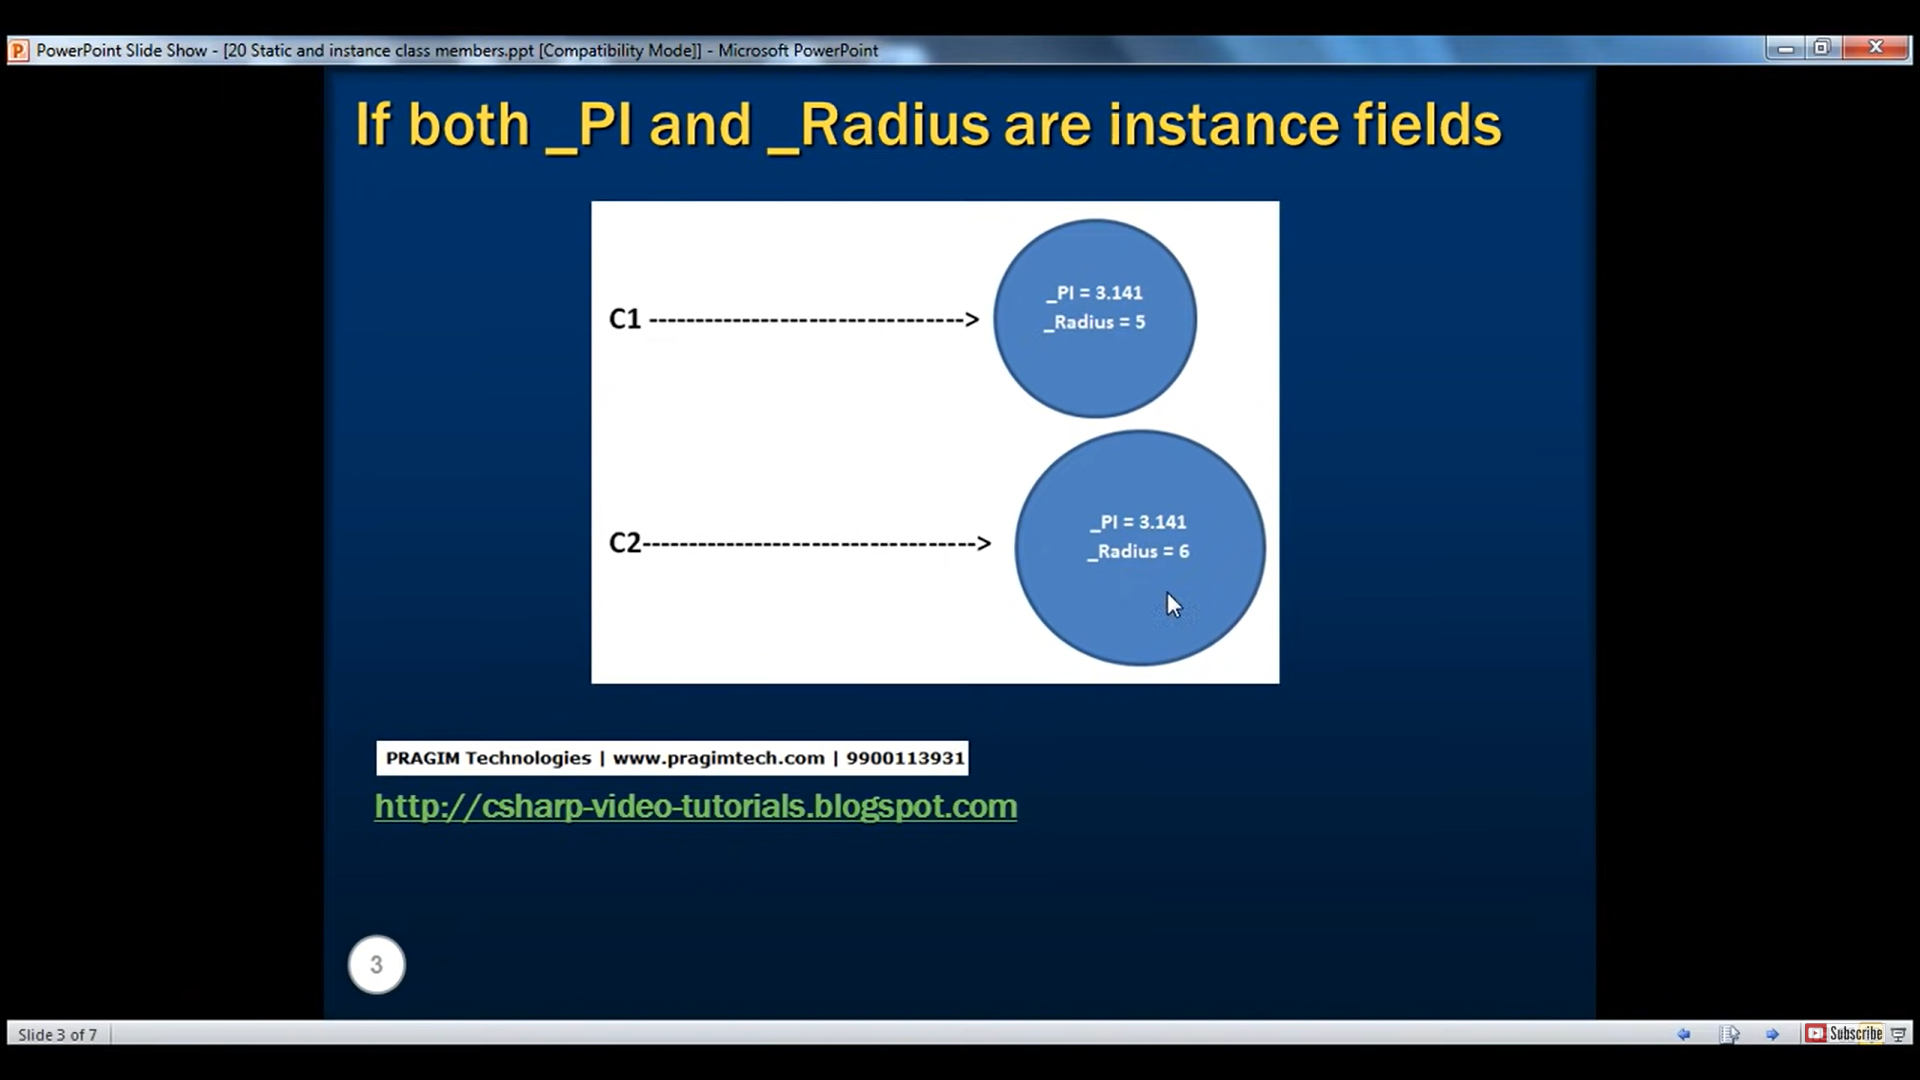 PowerPoint Slide Show - [20 Static and instance class members.ppt [Compatibility Mode]] - Microsoft PowerPoint
If both _PI and _Radius are instance fields
_PI = 3.141
C1 ---------------------------------->
_Radius = 5
_PI = 3.141
C2------------------------------------>
_Radius = 6
PRAGIM Technologies | www.pragimtech.com | 9900113931
http://csharp-video-tutorials.blogspot.com
3
Slide 3 of 7
Subscribe